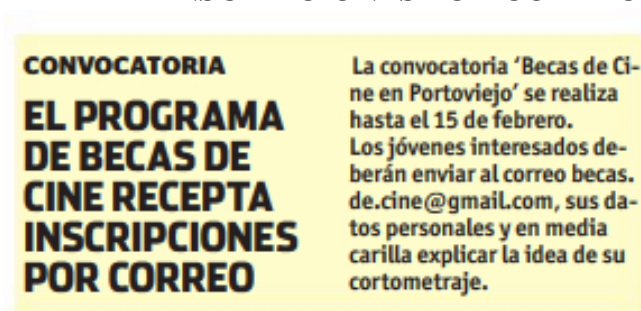 CONVOCATORIA
EL PROGRAMA
DE BECAS DE
CINE RECEPTA
INSCRIPCIONES
POR CORREO
La convocatoria ‘Becas de Ci-
ne en Portoviejo’ se realiza
hasta el 15 de febrero.
Los jóvenes interesados de-
berán enviar al correo becas.
de.cine@gmail.com, sus da-
tos personales y en media
carilla explicar la idea de su
cortometraje.